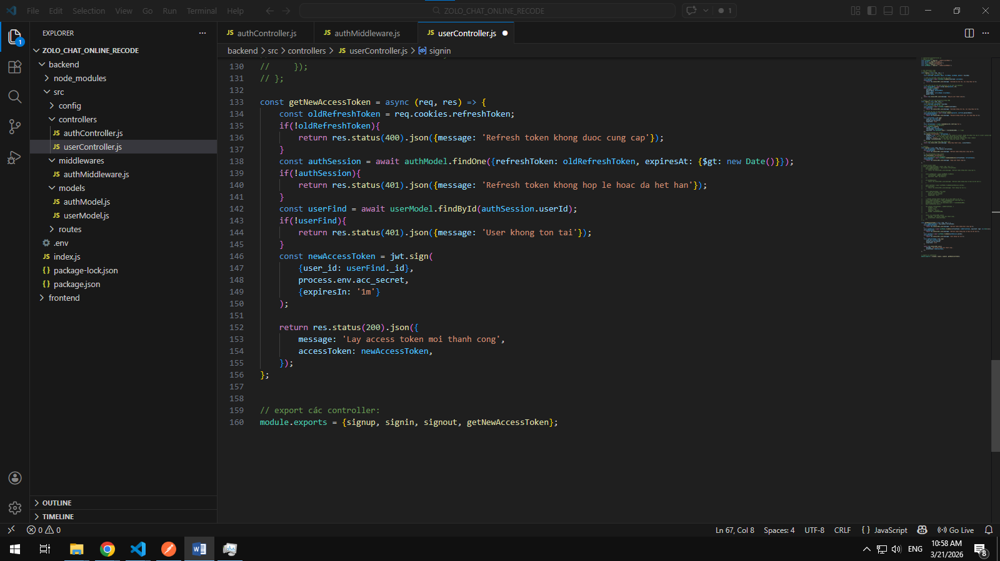 File Edit Selection View Go Run Terminal Help
ZOLO_CHAT_ONLINE_RECODE
1
EXPLORER
1
ZOLO_CHAT_ONLINE_RECODE
backend
node_modules
src
config
controllers
JS authController.js
JS userController.js
middlewares
JS authMiddleware.js
models
JS authModel.js
JS userModel.js
routes
.env
JS index.js
{} package-lock.json
{} package.json
frontend
OUTLINE
TIMELINE
JS authController.js
JS authMiddleware.js
JS userController.js
backend > src > controllers > JS userController.js > signin
130 //     });
131 // };
132
133 const getNewAccessToken = async (req, res) => {
134     const oldRefreshToken = req.cookies.refreshToken;
135     if(!oldRefreshToken){
136         return res.status(400).json({message: 'Refresh token khong duoc cung cap'});
137     }
138     const authSession = await authModel.findOne({refreshToken: oldRefreshToken, expiresAt: {$gt: new Date()}});
139     if(!authSession){
140         return res.status(401).json({message: 'Refresh token khong hop le hoac da het han'});
141     }
142     const userFind = await userModel.findById(authSession.userId);
143     if(!userFind){
144         return res.status(401).json({message: 'User khong ton tai'});
145     }
146     const newAccessToken = jwt.sign(
147         {user_id: userFind._id},
148         process.env.acc_secret,
149         {expiresIn: '1m'}
150     );
151
152     return res.status(200).json({
153         message: 'Lay access token moi thanh cong',
154         accessToken: newAccessToken,
155     });
156 };
157
158
159 // export các controller:
160 module.exports = {signup, signin, signout, getNewAccessToken};
0 0
Ln 67, Col 8 Spaces: 4 UTF-8 CRLF {} JavaScript Go Live
ENG
10:58 AM
3/21/2026
8